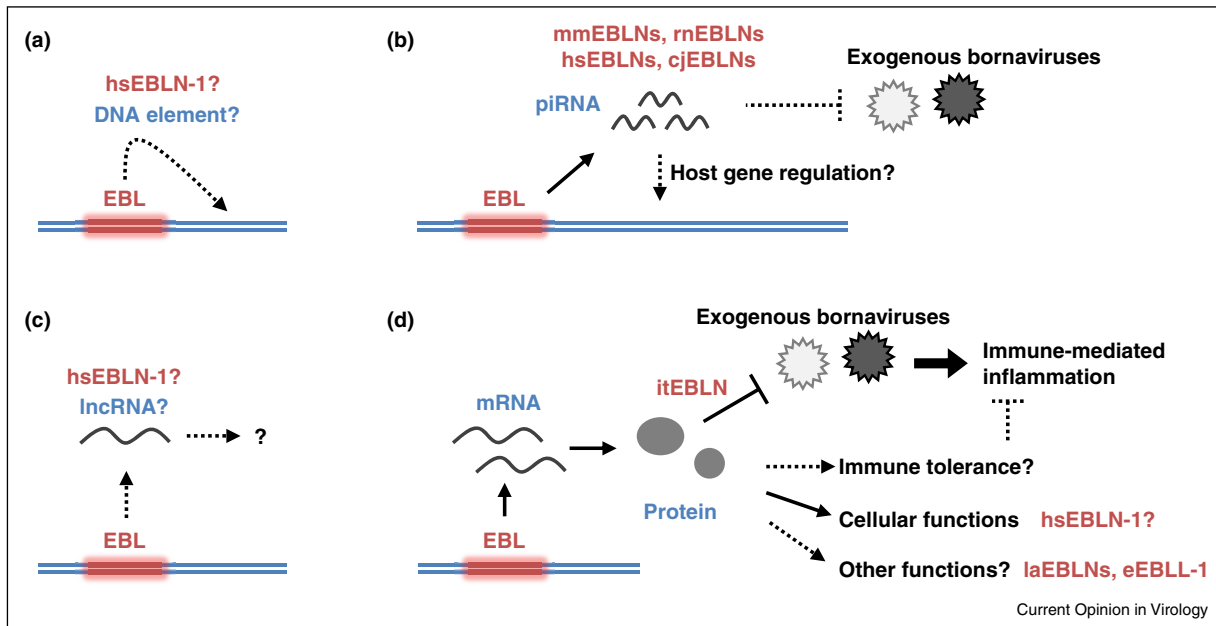 (a)
hsEBLN-1?
DNA element?
EBL
(b)
mmEBLNs, rnEBLNs
hsEBLNs, cjEBLNs
piRNA
Exogenous bornaviruses
Host gene regulation?
EBL
(c)
hsEBLN-1?
lncRNA?
?
EBL
(d)
Exogenous bornaviruses
Immune-mediated
inflammation
itEBLN
mRNA
Immune tolerance?
Protein
Cellular functions hsEBLN-1?
EBL
Other functions? laEBLNs, eEBLL-1
Current Opinion in Virology